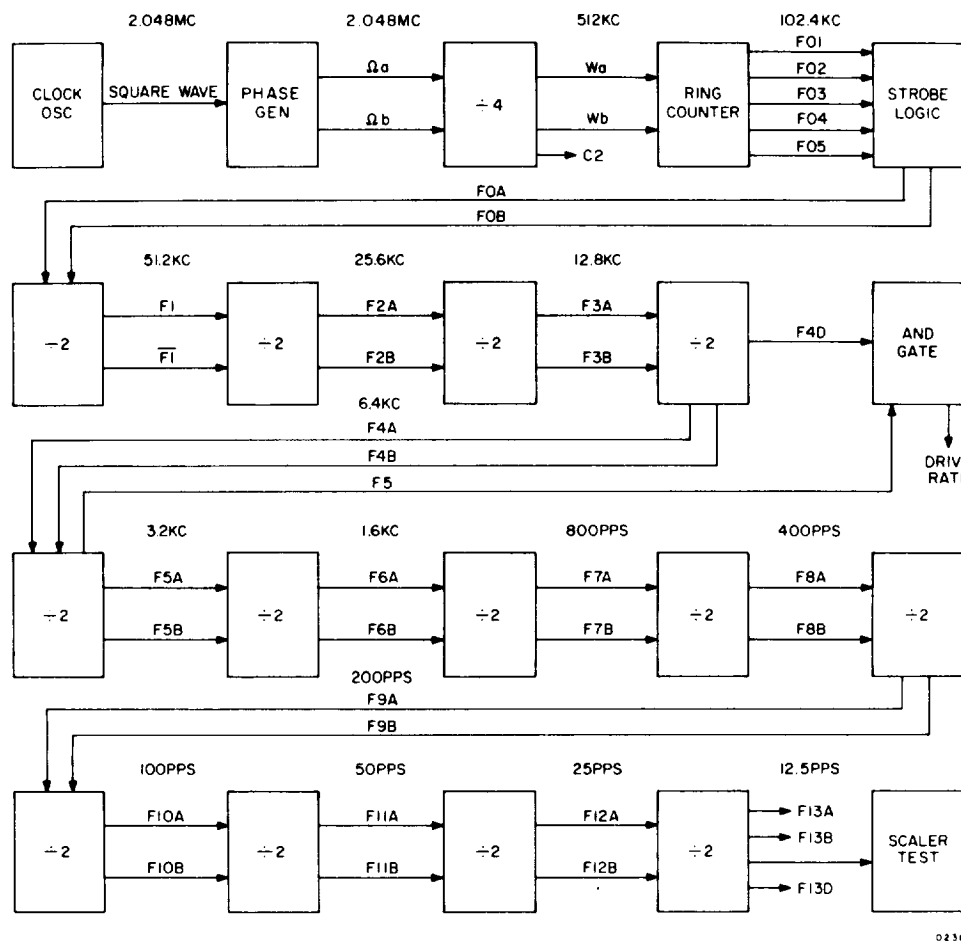 2.048MC 2.048MC 512KC 102.4KC
CLOCK OSC
SQUARE WAVE
PHASE GEN
Ωa
Ωb
÷4
Wa
Wb
C2
RING COUNTER
F01
F02
F03
F04
F05
STROBE LOGIC
F0A
F0B
51.2KC 25.6KC 12.8KC
÷2
F1
F1̅
÷2
F2A
F2B
÷2
F3A
F3B
÷2
F4D
AND GATE
6.4KC
F4A
F4B
F5
DRIV
RATE
3.2KC 1.6KC 800PPS 400PPS
÷2
F5A
F5B
÷2
F6A
F6B
÷2
F7A
F7B
÷2
F8A
F8B
÷2
200PPS
F9A
F9B
100PPS 50PPS 25PPS 12.5PPS
÷2
F10A
F10B
÷2
F11A
F11B
÷2
F12A
F12B
÷2
F13A
F13B
F13D
SCALER TEST